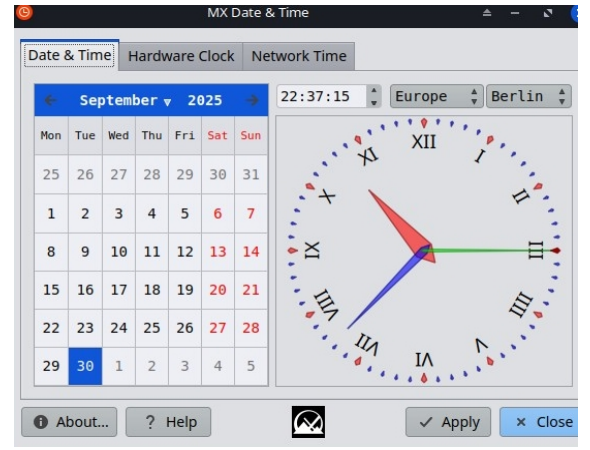 MX Date & Time
Date & Time Hardware Clock Network Time
September 2025 22:37:15 Europe Berlin
Mon Tue Wed Thu Fri Sat Sun
25 26 27 28 29 30 31
1 2 3 4 5 6 7
8 9 10 11 12 13 14
15 16 17 18 19 20 21
22 23 24 25 26 27 28
29 30 1 2 3 4 5
XII
I
II
III
IIII
V
VI
VII
VIII
IX
X
XI
About... ? Help Apply × Close